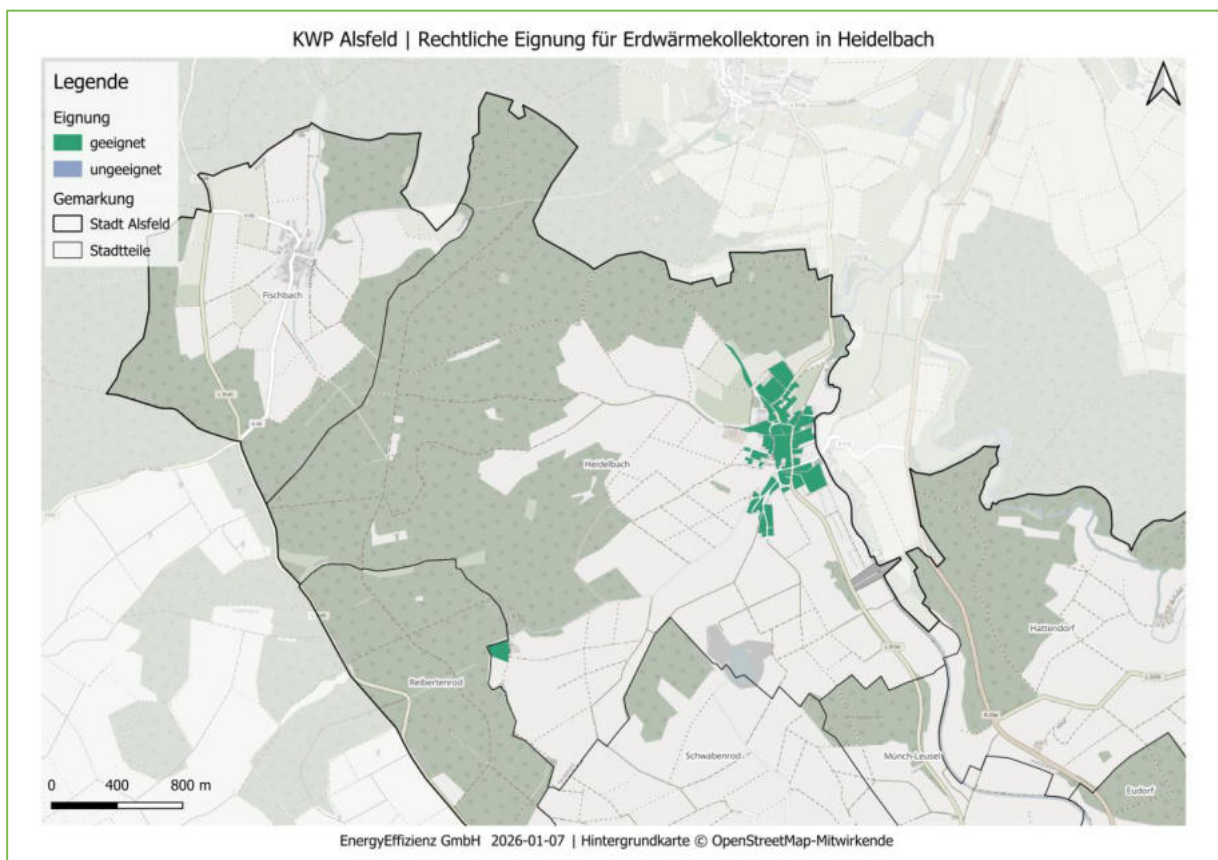 KWP Alsfeld | Rechtliche Eignung für Erdwärmekollektoren in Heidelbach
Legende
Eignung
geeignet
ungeeignet
Gemarkung
Stadt Alsfeld
Stadtteile
Fischbach
Heidelbach
Hattendorf
Reibertenrod
Schwabenrod
Münch-Leusel
Eudorf
0 400 800 m
EnergyEffizienz GmbH 2026-01-07 | Hintergrundkarte © OpenStreetMap-Mitwirkende